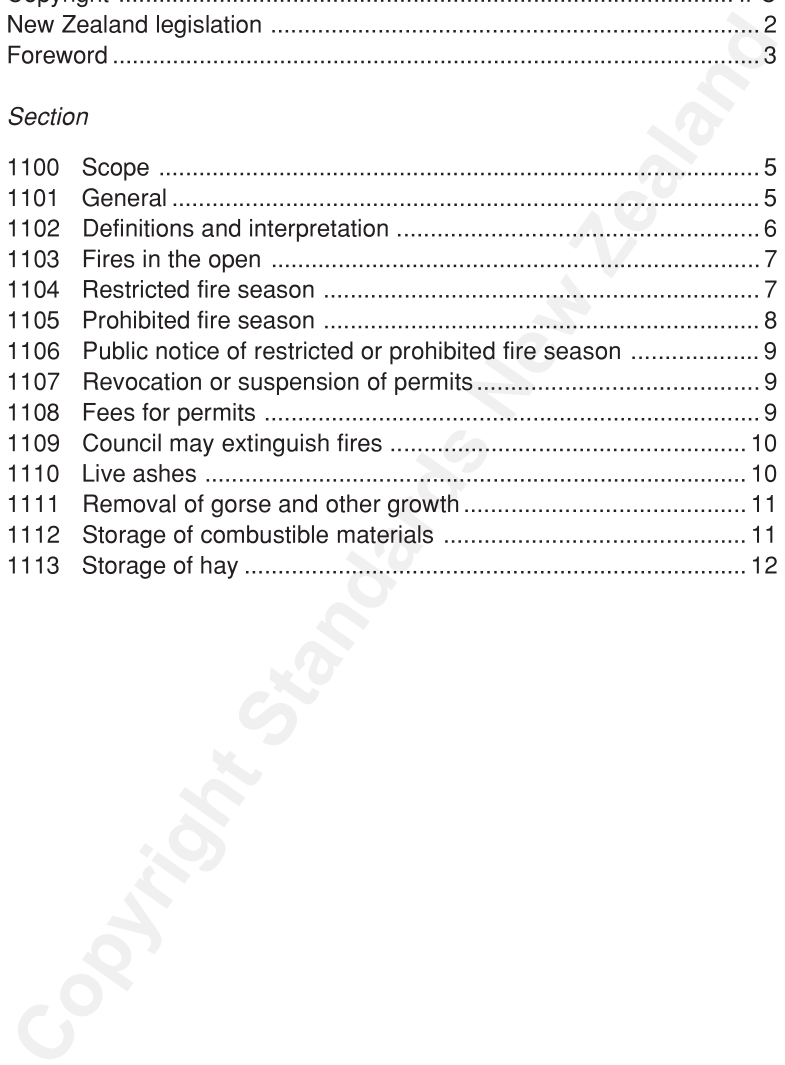 Copyright ........................................................................................... 
New Zealand legislation ......................................................................... 2
Foreword ................................................................................................. 3
Section
1100 Scope .......................................................................................... 5
1101 General ........................................................................................ 5
1102 Definitions and interpretation ...................................................... 6
1103 Fires in the open ......................................................................... 7
1104 Restricted fire season ................................................................. 7
1105 Prohibited fire season ................................................................. 8
1106 Public notice of restricted or prohibited fire season ................... 9
1107 Revocation or suspension of permits .......................................... 9
1108 Fees for permits .......................................................................... 9
1109 Council may extinguish fires ..................................................... 10
1110 Live ashes ................................................................................. 10
1111 Removal of gorse and other growth .......................................... 11
1112 Storage of combustible materials ............................................. 11
1113 Storage of hay ........................................................................... 12
Copyright Standards New Zealand